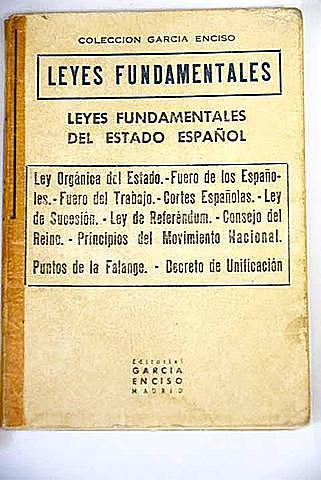 COLECCION GARCIA ENCISO
LEYES FUNDAMENTALES
LEYES FUNDAMENTALES
DEL ESTADO ESPAÑOL
Ley Orgánica del Estado.-Fuero de los Españo-
les.-Fuero del Trabajo.-Cortes Españolas.-Ley
de Sucesión. - Ley de Referèndum. - Consejo del
Reino. - Principios del Movimiento Nacional.
Puntos de la Falange. - Decreto de Unificación
Editorial
GARCIA
ENCISO
MADRID